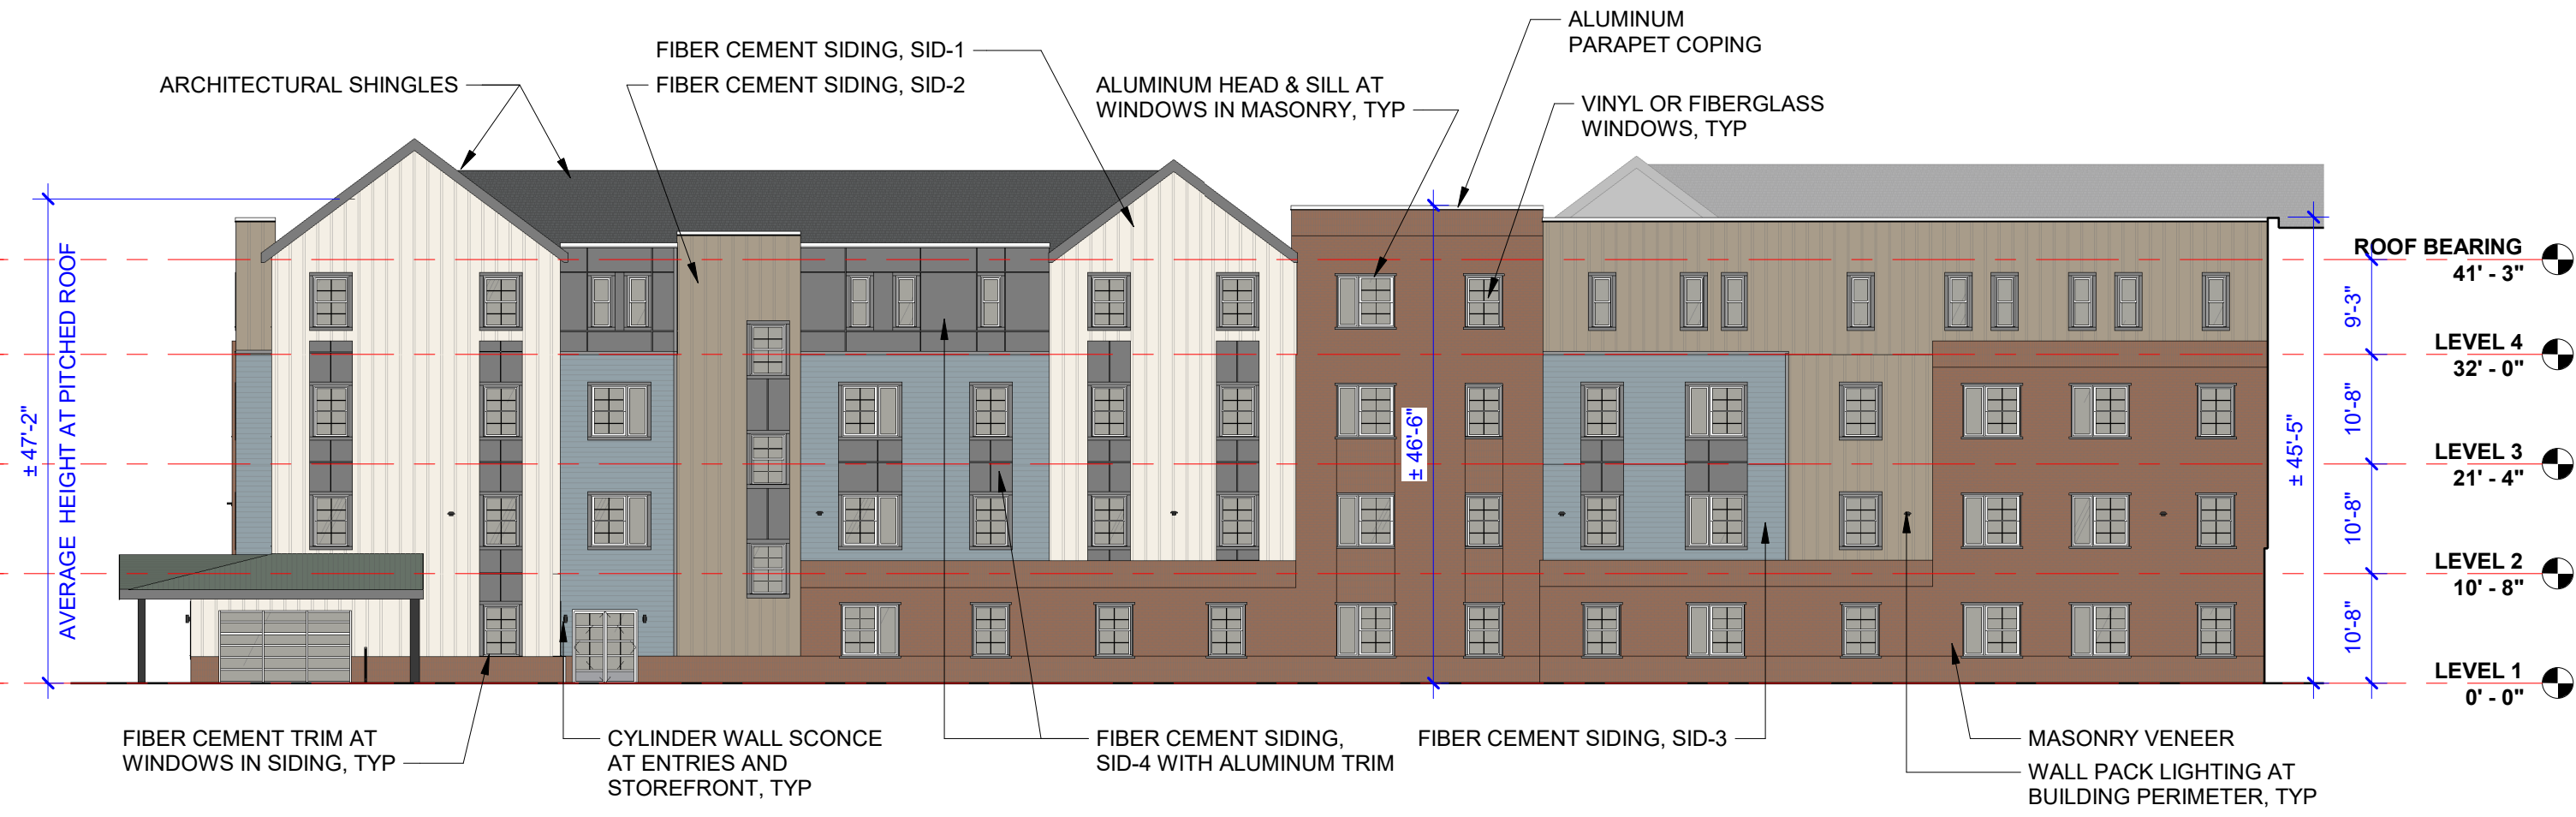 ALUMINUM
PARAPET COPING
FIBER CEMENT SIDING, SID-1
FIBER CEMENT SIDING, SID-2
ARCHITECTURAL SHINGLES
ALUMINUM HEAD & SILL AT
WINDOWS IN MASONRY, TYP
VINYL OR FIBERGLASS
WINDOWS, TYP
± 47'-2"
AVERAGE HEIGHT AT PITCHED ROOF
± 46'-6"
± 45'-5"
ROOF BEARING
41' - 3"
9'-3"
LEVEL 4
32' - 0"
10'-8"
LEVEL 3
21' - 4"
10'-8"
LEVEL 2
10' - 8"
10'-8"
LEVEL 1
0' - 0"
FIBER CEMENT TRIM AT
WINDOWS IN SIDING, TYP
CYLINDER WALL SCONCE
AT ENTRIES AND
STOREFRONT, TYP
FIBER CEMENT SIDING,
SID-4 WITH ALUMINUM TRIM
FIBER CEMENT SIDING, SID-3
MASONRY VENEER
WALL PACK LIGHTING AT
BUILDING PERIMETER, TYP